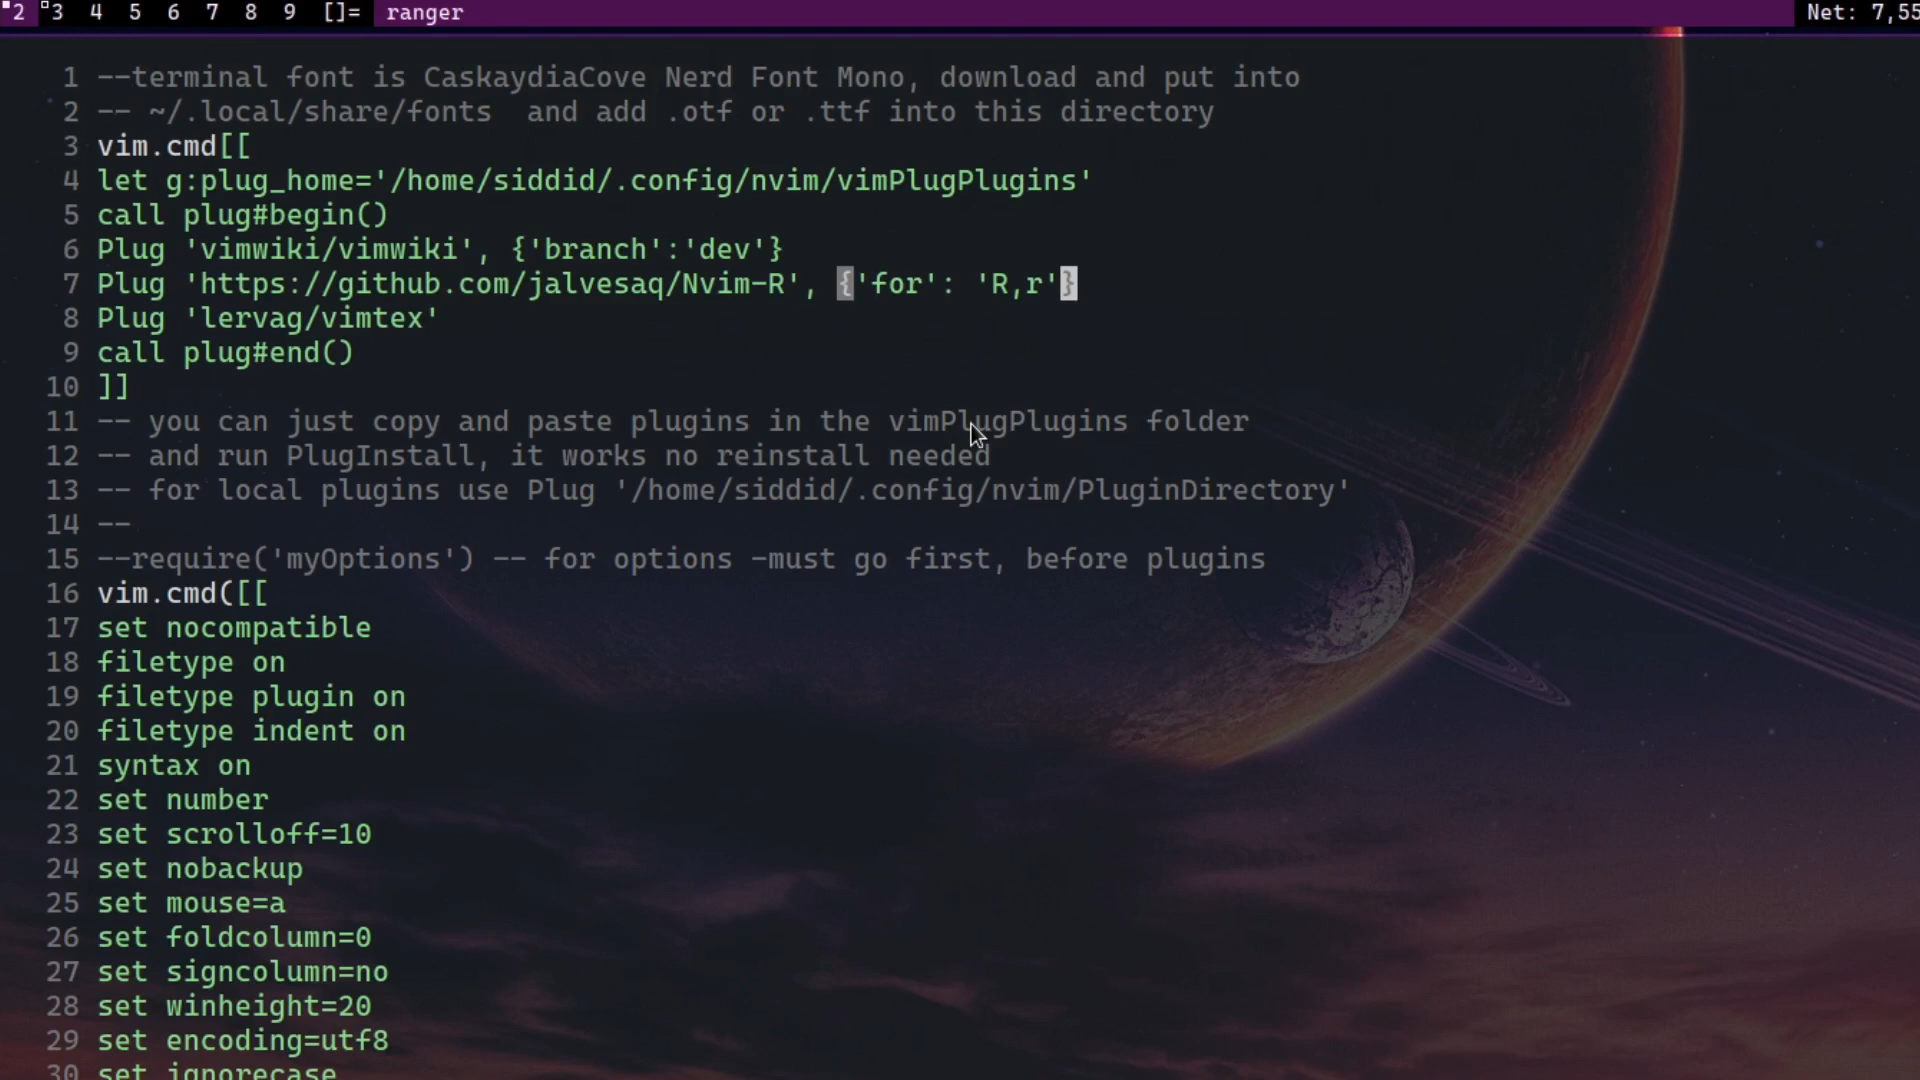 2 3 4 5 6 7 8 9 []= ranger Net: 7,55
1 --terminal font is CaskaydiaCove Nerd Font Mono, download and put into
2 -- ~/.local/share/fonts  and add .otf or .ttf into this directory
3 vim.cmd[[
4 let g:plug_home='/home/siddid/.config/nvim/vimPlugPlugins'
5 call plug#begin()
6 Plug 'vimwiki/vimwiki', {'branch':'dev'}
7 Plug 'https://github.com/jalvesaq/Nvim-R', {'for': 'R,r'}
8 Plug 'lervag/vimtex'
9 call plug#end()
10 ]]
11 -- you can just copy and paste plugins in the vimPlugPlugins folder
12 -- and run PlugInstall, it works no reinstall needed
13 -- for local plugins use Plug '/home/siddid/.config/nvim/PluginDirectory'
14 --
15 --require('myOptions') -- for options -must go first, before plugins
16 vim.cmd([[
17 set nocompatible
18 filetype on
19 filetype plugin on
20 filetype indent on
21 syntax on
22 set number
23 set scrolloff=10
24 set nobackup
25 set mouse=a
26 set foldcolumn=0
27 set signcolumn=no
28 set winheight=20
29 set encoding=utf8
30 set ignorecase